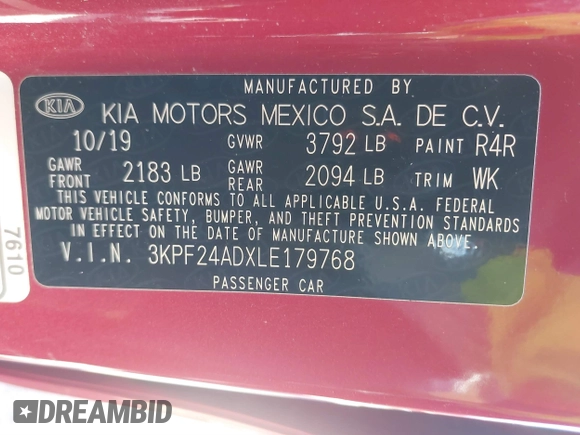 MANUFACTURED BY
KIA KIA MOTORS MEXICO S.A. DE C.V.
10/19 GVWR 3792 LB PAINT R4R
GAWR FRONT 2183 LB GAWR REAR 2094 LB TRIM WK
THIS VEHICLE CONFORMS TO ALL APPLICABLE U.S.A. FEDERAL
MOTOR VEHICLE SAFETY, BUMPER, AND THEFT PREVENTION STANDARDS
IN EFFECT ON THE DATE OF MANUFACTURE SHOWN ABOVE.
V.I.N. 3KPF24ADXLE179768
PASSENGER CAR
7610
DREAMBID